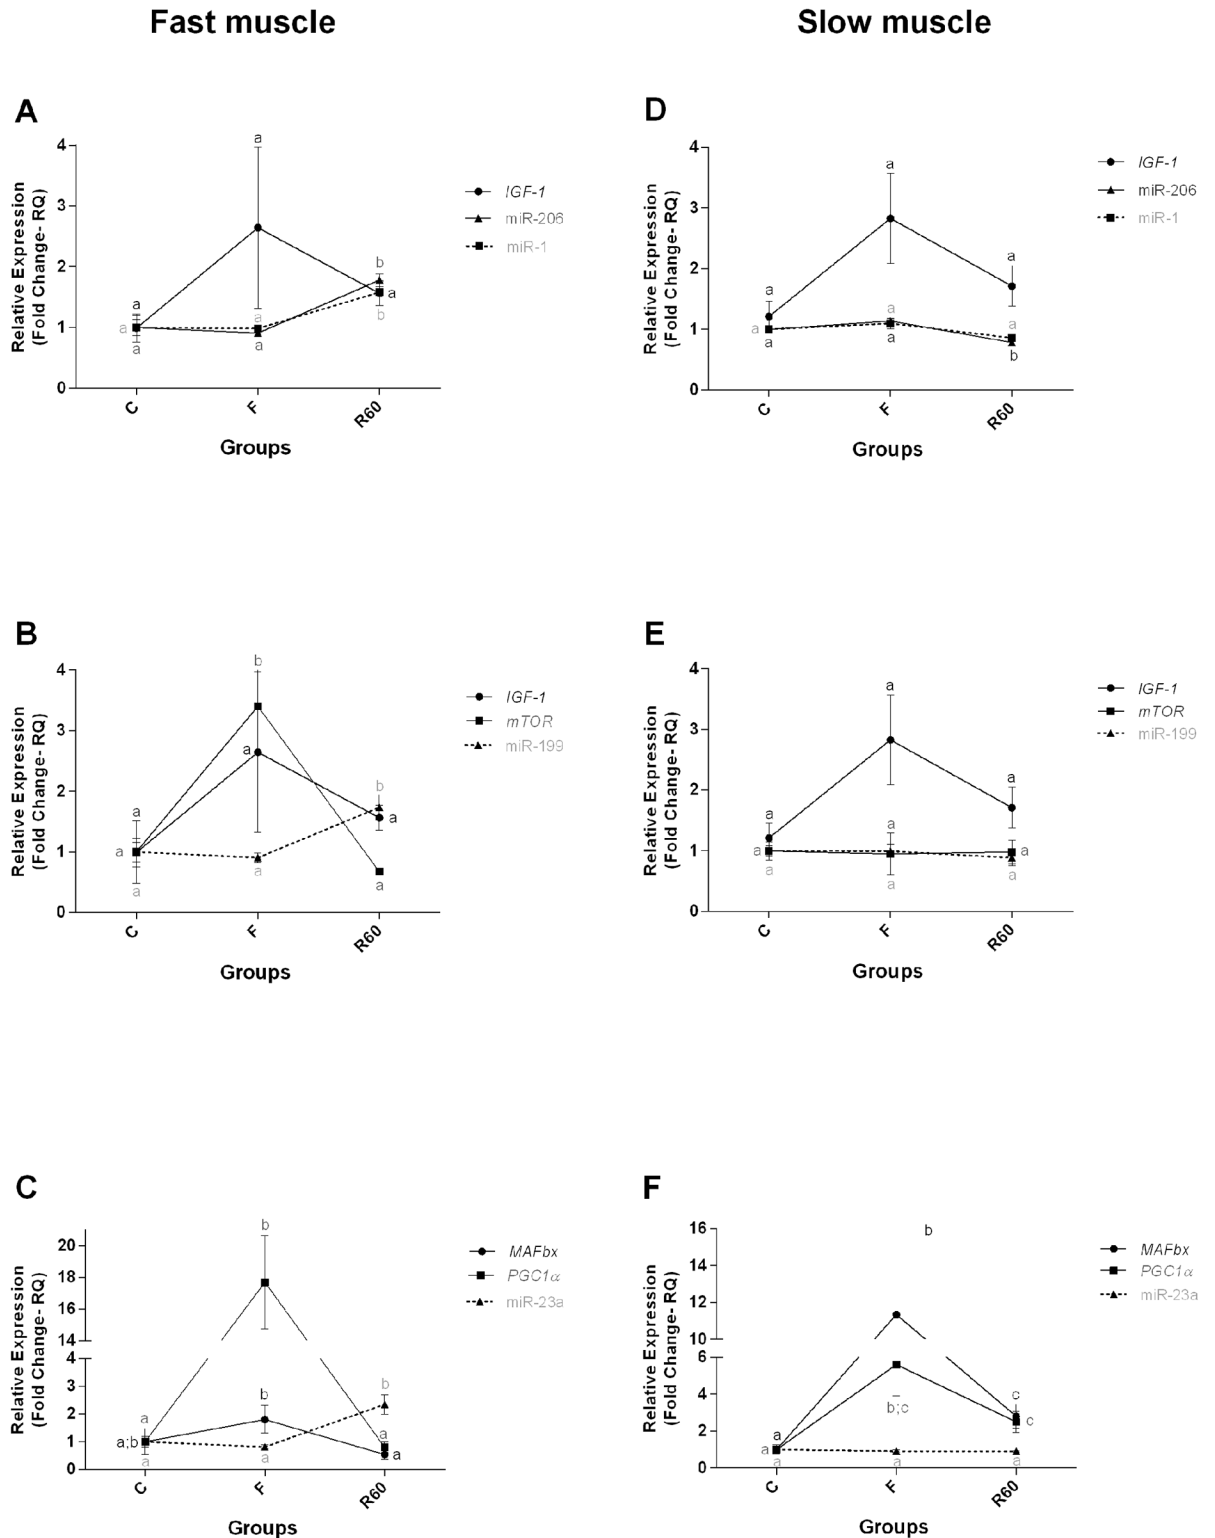 Fast muscle
Slow muscle
A
Relative Expression
(Fold Change- RQ)
4
3
2
1
0
a
a
a
a
a
a
a
b
a
b
C
F
R60
Groups
IGF-1
miR-206
miR-1
D
Relative Expression
(Fold Change- RQ)
4
3
2
1
0
a
a
a
a
a
a
a
a
a
b
C
F
R60
Groups
IGF-1
miR-206
miR-1
B
Relative Expression
(Fold Change- RQ)
4
3
2
1
0
a
a
a
b
a
a
b
a
a
C
F
R60
Groups
IGF-1
mTOR
miR-199
E
Relative Expression
(Fold Change- RQ)
4
3
2
1
0
a
a
a
a
a
a
a
a
a
C
F
R60
Groups
IGF-1
mTOR
miR-199
C
Relative Expression
(Fold Change- RQ)
20
18
16
14
4
3
2
1
0
a
a;b
a
b
b
a
b
a
a
C
F
R60
Groups
MAFbx
PGC1α
miR-23a
F
Relative Expression
(Fold Change- RQ)
16
14
12
10
6
4
2
0
a
a
a
b
b;c
a
c
c
a
C
F
R60
Groups
MAFbx
PGC1α
miR-23a